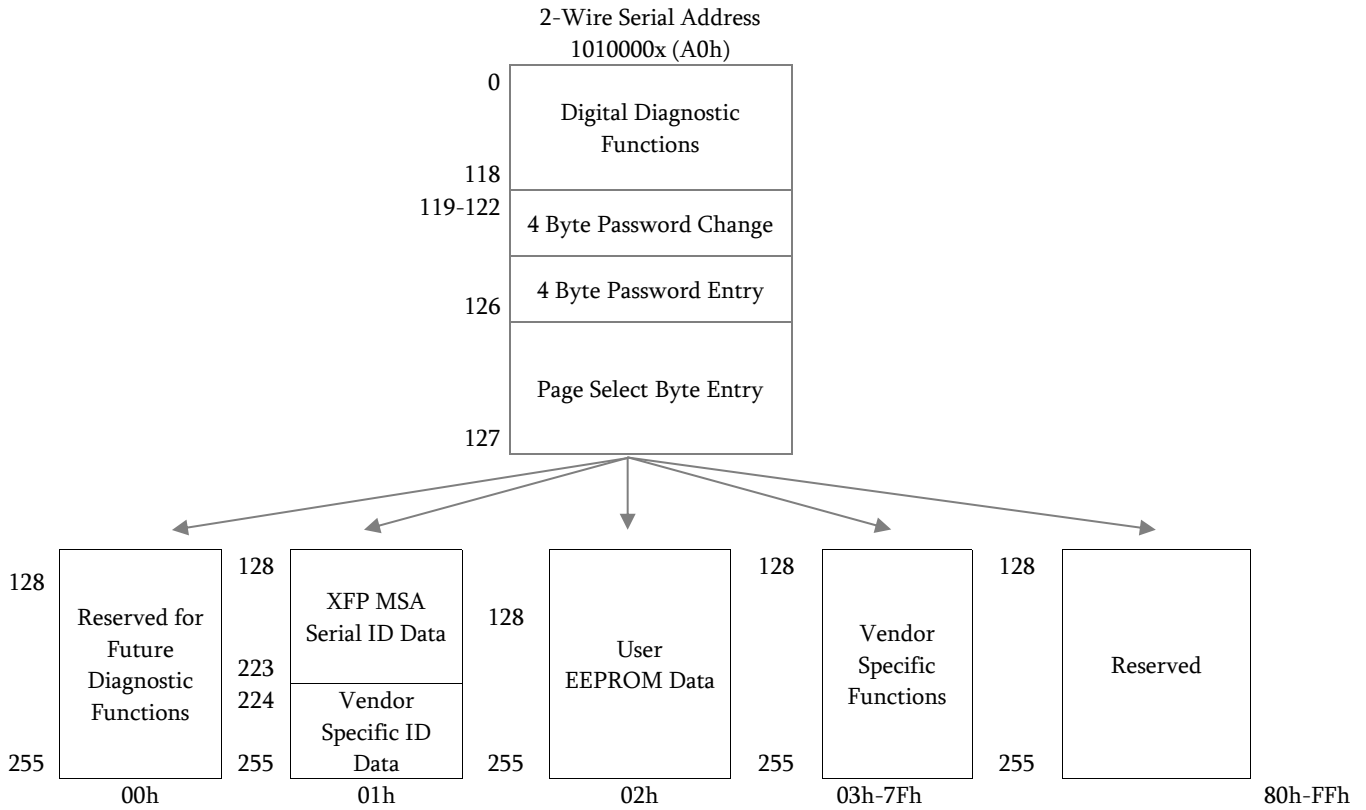 2-Wire Serial Address
1010000x (A0h)
0
Digital Diagnostic
Functions
118
119-122
4 Byte Password Change
4 Byte Password Entry
126
Page Select Byte Entry
127
128
Reserved for
Future
Diagnostic
Functions
255
00h
128
XFP MSA
Serial ID Data
223
224
Vendor
Specific ID
Data
255
01h
128
User
EEPROM Data
255
02h
128
Vendor
Specific
Functions
255
03h-7Fh
128
Reserved
255
80h-FFh